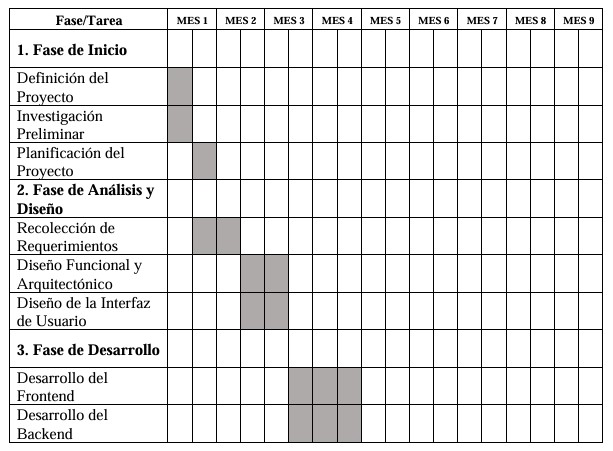 Fase/Tarea MES 1 MES 2 MES 3 MES 4 MES 5 MES 6 MES 7 MES 8 MES 9
1. Fase de Inicio
Definición del
Proyecto
Investigación
Preliminar
Planificación del
Proyecto
2. Fase de Análisis y
Diseño
Recolección de
Requerimientos
Diseño Funcional y
Arquitectónico
Diseño de la Interfaz
de Usuario
3. Fase de Desarrollo
Desarrollo del
Frontend
Desarrollo del
Backend